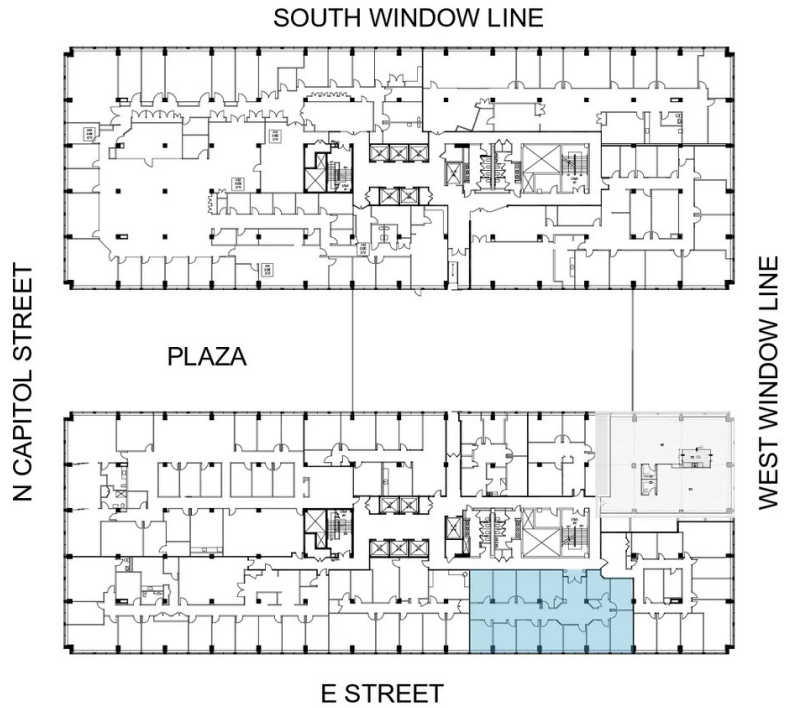 SOUTH WINDOW LINE
N CAPITOL STREET
PLAZA
WEST WINDOW LINE
E STREET